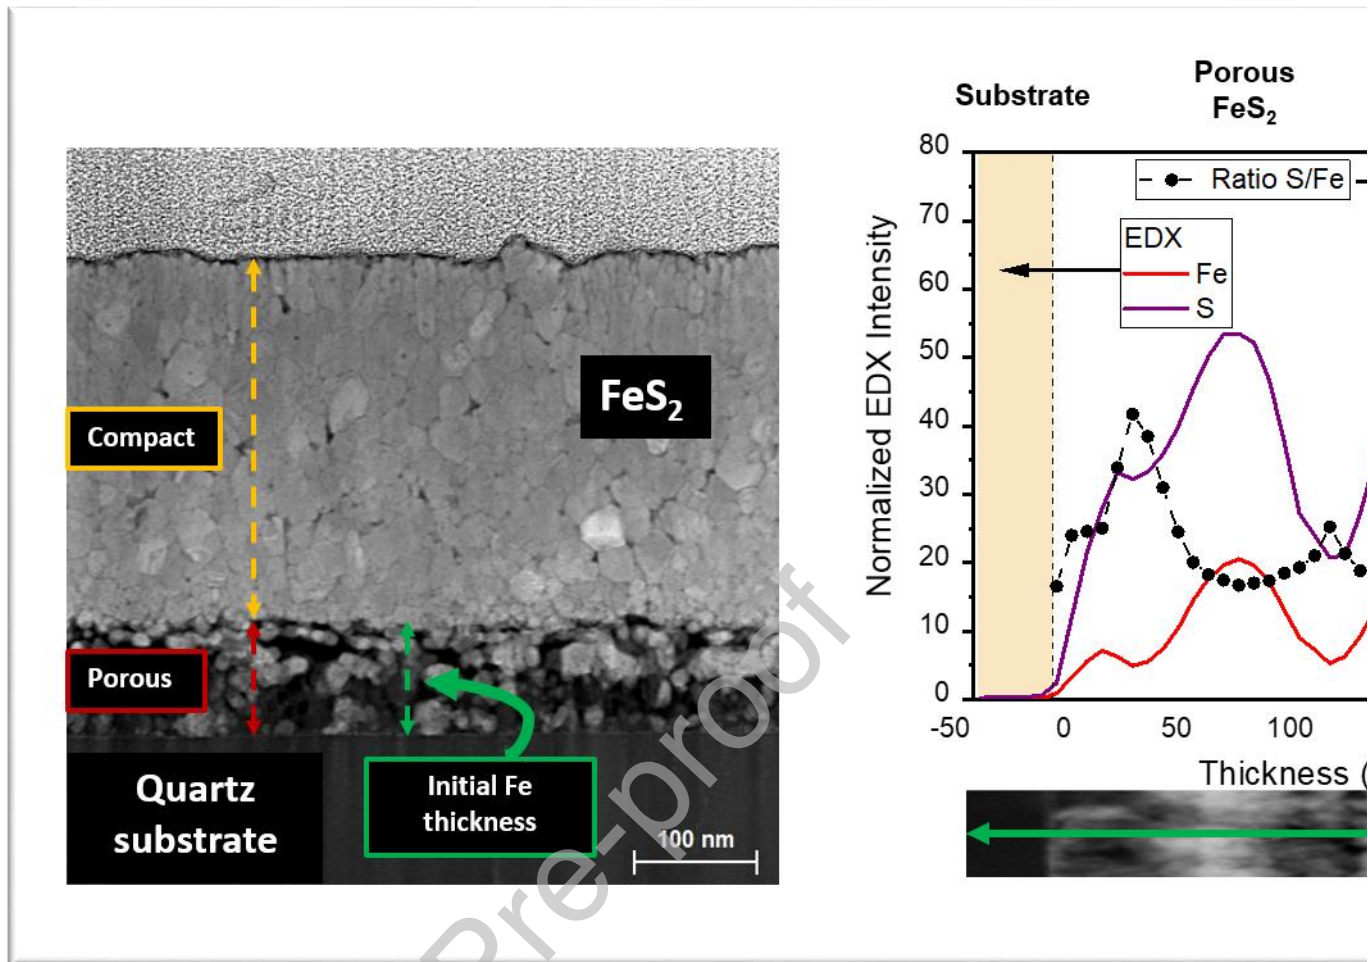 Compact
FeS₂
Porous
Quartz
substrate
Initial Fe
thickness
100 nm
Pre-proof
Substrate
Porous
FeS₂
80
70
60
50
40
30
20
10
0
Normalized EDX Intensity
Ratio S/Fe
EDX
Fe
S
-50
0
50
100
Thickness (